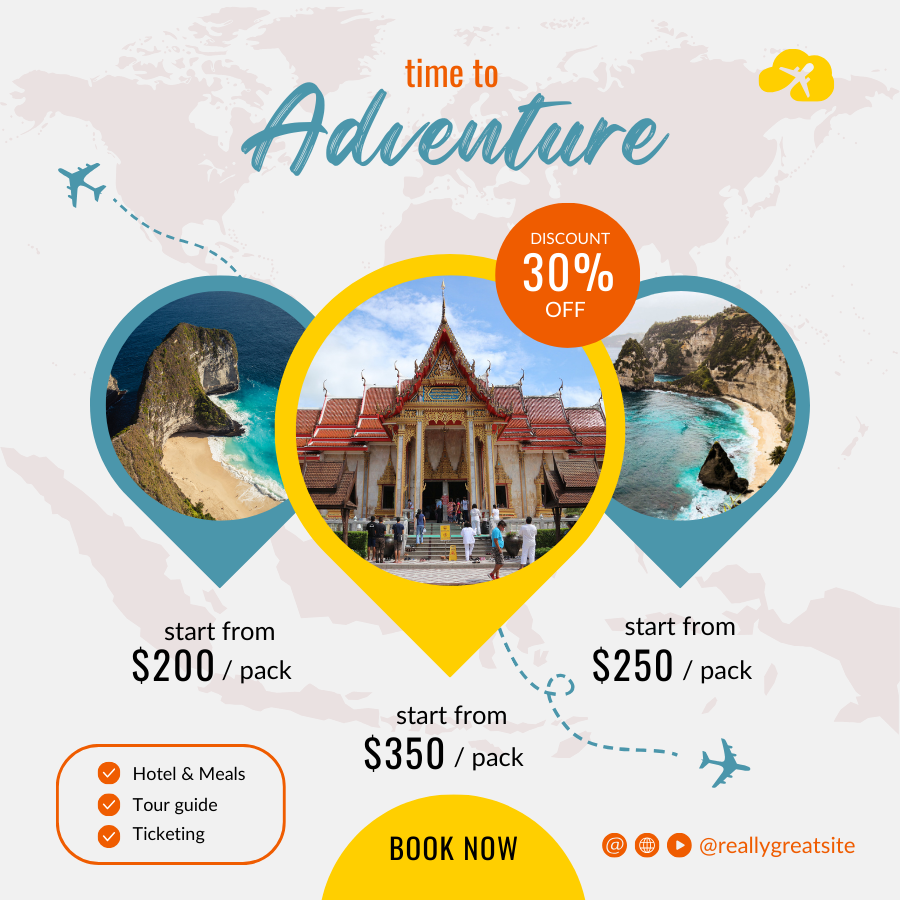 time to
Adventure
DISCOUNT
30%
OFF
start from
$200 / pack
start from
$350 / pack
start from
$250 / pack
Hotel & Meals
Tour guide
Ticketing
BOOK NOW
@reallygreatsite